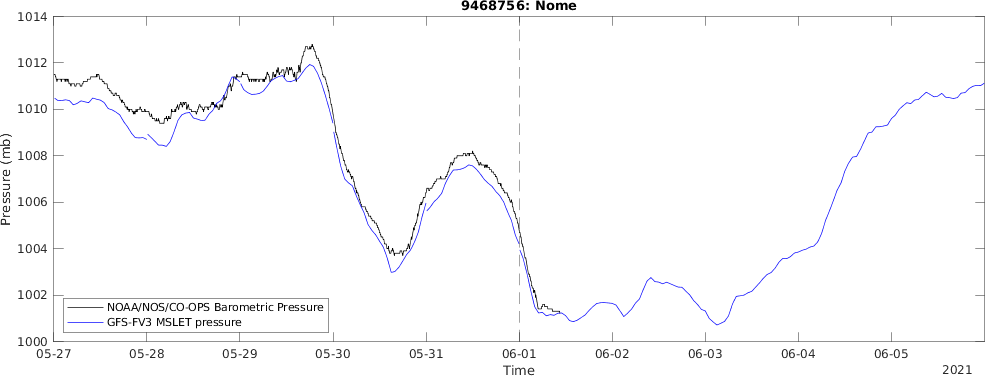 9468756: Nome
1014
1012
1010
1008
1006
1004
1002
1000
Pressure (mb)
NOAA/NOS/CO-OPS Barometric Pressure
GFS-FV3 MSLET pressure
05-27 05-28 05-29 05-30 05-31 06-01 06-02 06-03 06-04 06-05
Time
2021